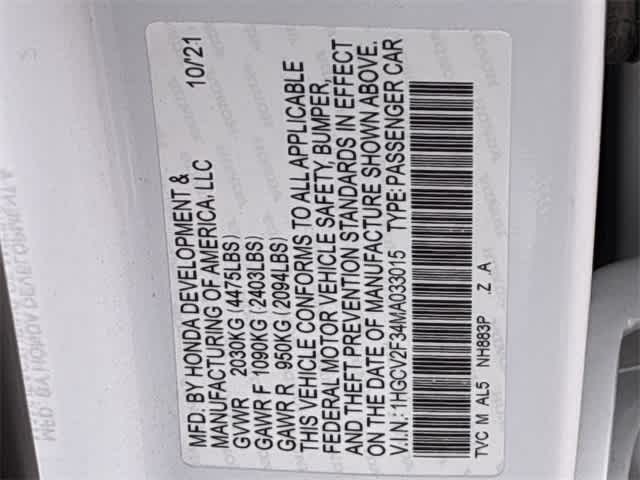 MFD. BY HONDA DEVELOPMENT & 10/'21
MANUFACTURING OF AMERICA, LLC
GVWR 2030KG (4475LBS)
GAWR F 1090KG (2403LBS)
GAWR R 950KG (2094LBS)
THIS VEHICLE CONFORMS TO ALL APPLICABLE
FEDERAL MOTOR VEHICLE SAFETY, BUMPER,
AND THEFT PREVENTION STANDARDS IN EFFECT
ON THE DATE OF MANUFACTURE SHOWN ABOVE.
V.I.N.: 1HGCV2F34MA033015 TYPE: PASSENGER CAR
TVC M AL5 NH883P .Z .A